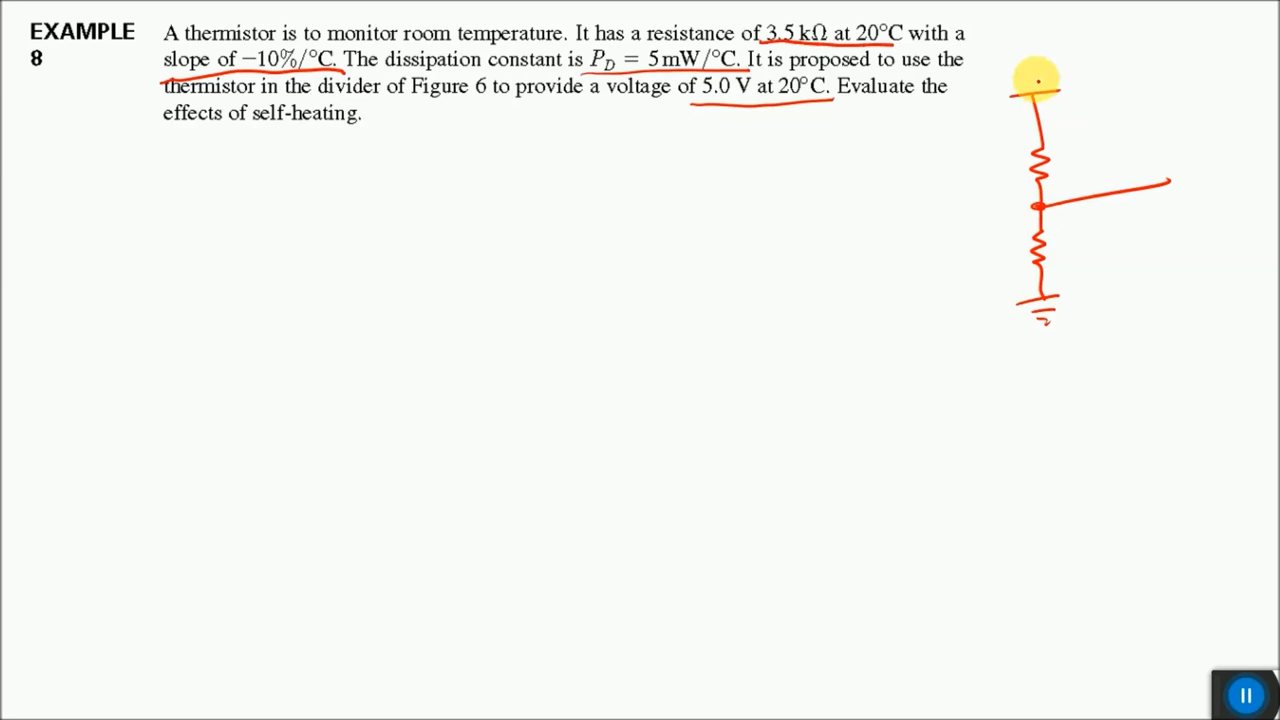 EXAMPLE 8
A thermistor is to monitor room temperature. It has a resistance of 3.5 kΩ at 20°C with a
slope of −10%/°C. The dissipation constant is P_D = 5 mW/°C. It is proposed to use the
thermistor in the divider of Figure 6 to provide a voltage of 5.0 V at 20°C. Evaluate the
effects of self-heating.